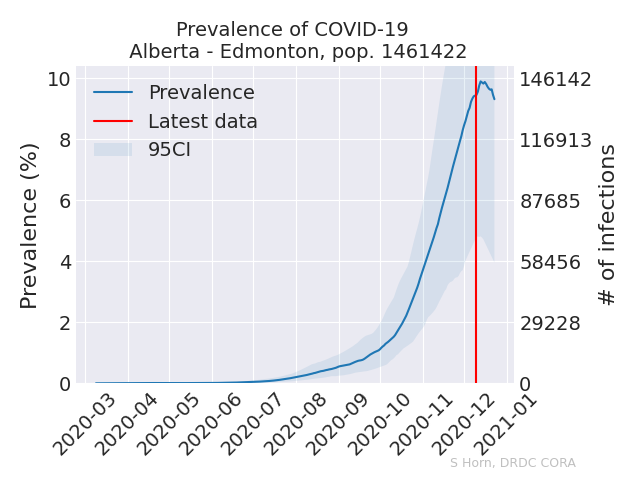 Prevalence of COVID-19
Alberta - Edmonton, pop. 1461422
Prevalence (%)
10
8
6
4
2
0
Prevalence
Latest data
95CI
146142
116913
87685
58456
29228
0
# of infections
2020-03
2020-04
2020-05
2020-06
2020-07
2020-08
2020-09
2020-10
2020-11
2020-12
2021-01
S Horn, DRDC CORA